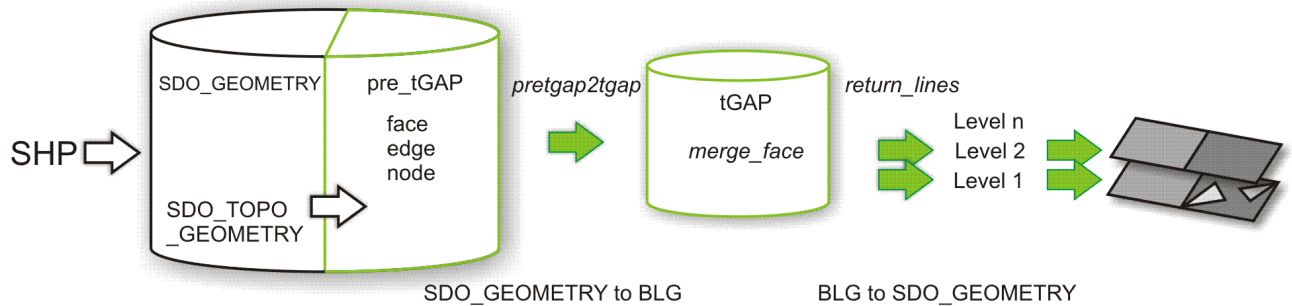 SHP
SDO_GEOMETRY
SDO_TOPO
_GEOMETRY
pre_tGAP
face
edge
node
pretgap2tgap
tGAP
merge_face
return_lines
Level n
Level 2
Level 1
SDO_GEOMETRY to BLG
BLG to SDO_GEOMETRY